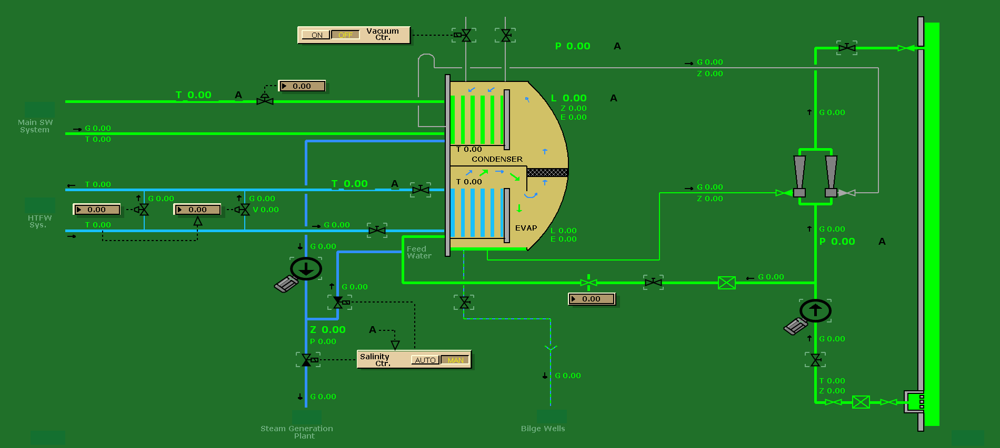 ON OFF Vacuum
Ctr.
P 0.00 A
G 0.00
Z 0.00
0.00
T 0.00 A
L 0.00 A
Z 0.00
E 0.00
G 0.00
Main SW
System
G 0.00
T 0.00
T 0.00
CONDENSER
T 0.00
T 0.00
T 0.00 A
G 0.00
Z 0.00
G 0.00
G 0.00
0.00
0.00
V 0.00
HTFW
Sys.
T 0.00
G 0.00
EVAP
L 0.00
E 0.00
G 0.00
P 0.00 A
G 0.00
Feed
Water
G 0.00
G 0.00
0.00
Z 0.00
P 0.00
A
G 0.00
Salinity
Ctr.
AUTO MAN
G 0.00
T 0.00
Z 0.00
G 0.00
Steam Generation
Plant
Bilge Wells